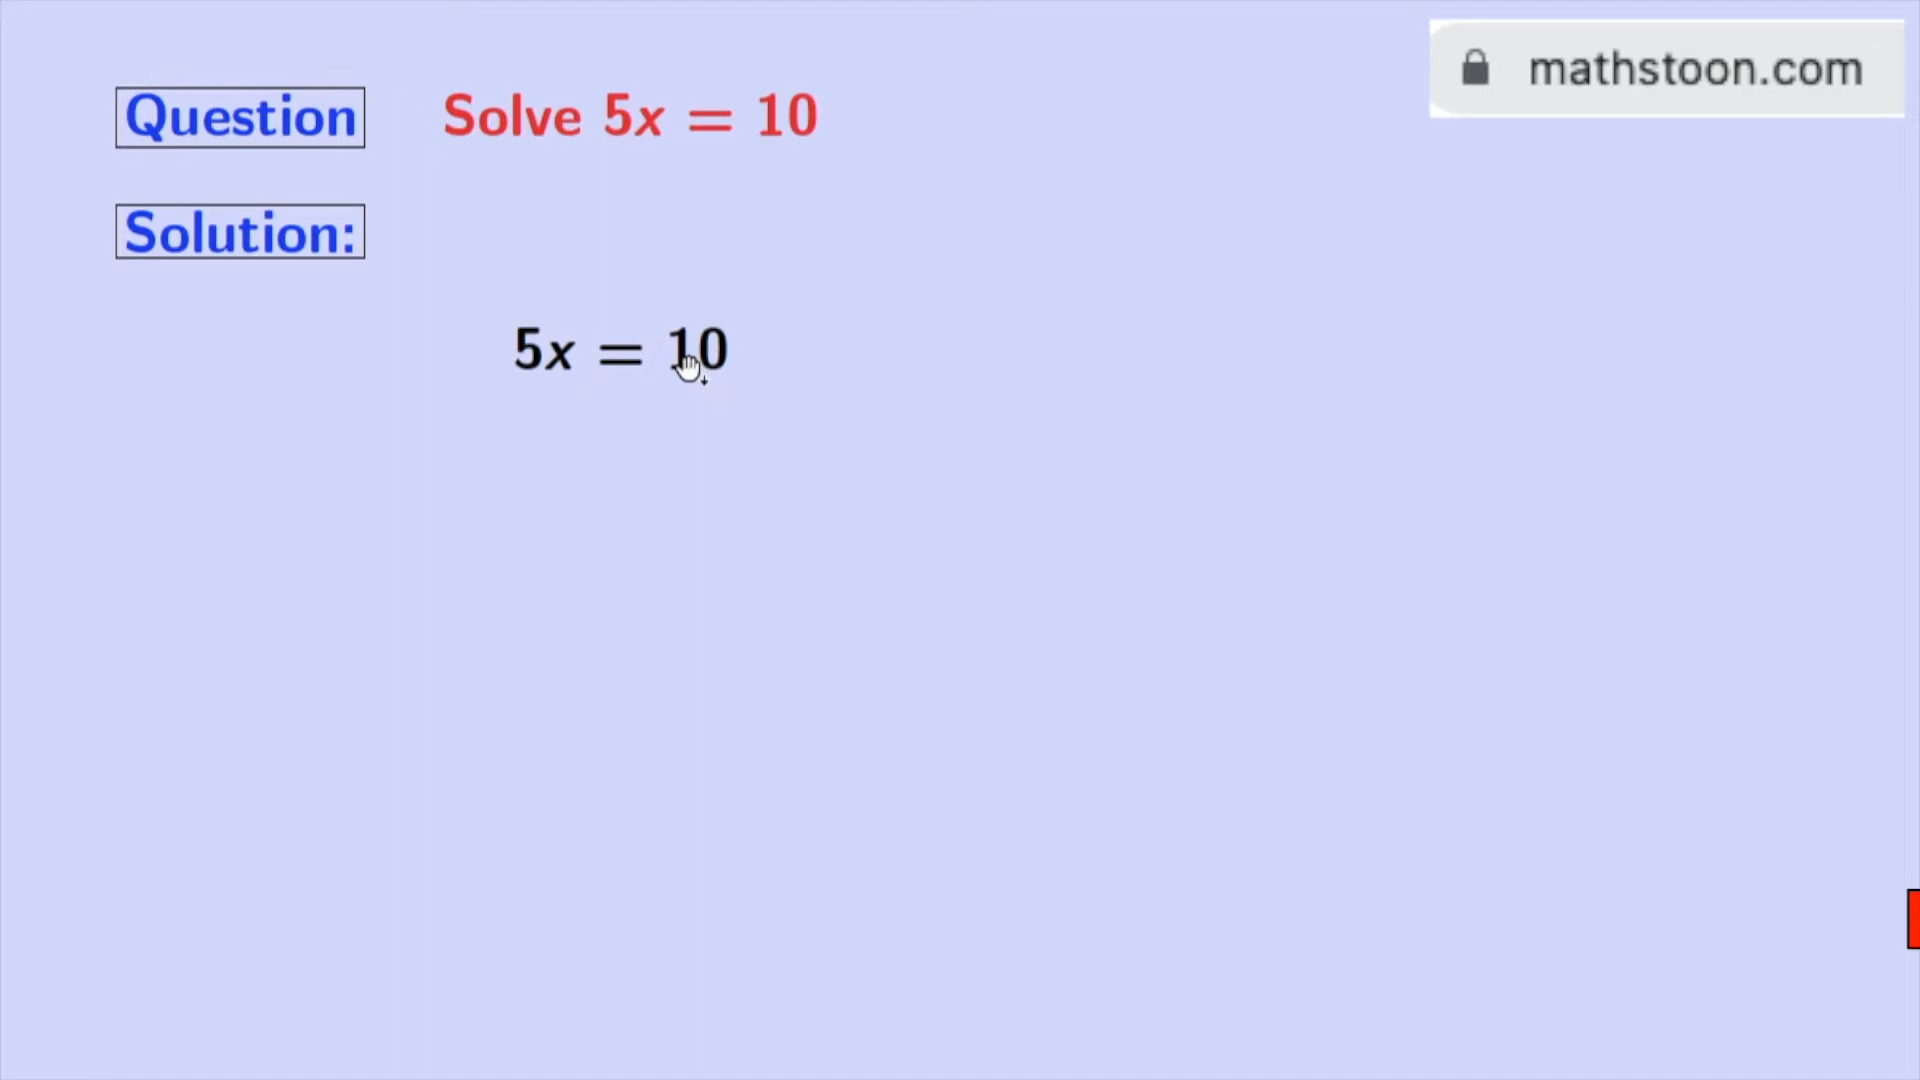 mathstoon.com
Question Solve 5x = 10
Solution:
5x = 10